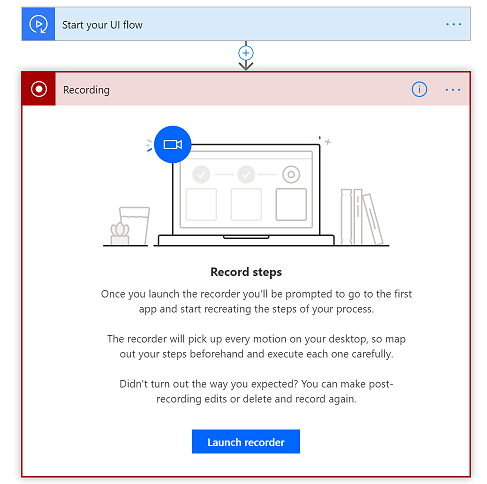 Start your UI flow
Recording
Record steps
Once you launch the recorder you'll be prompted to go to the first
app and start recreating the steps of your process.
The recorder will pick up every motion on your desktop, so map
out your steps beforehand and execute each one carefully.
Didn't turn out the way you expected? You can make post-
recording edits or delete and record again.
Launch recorder